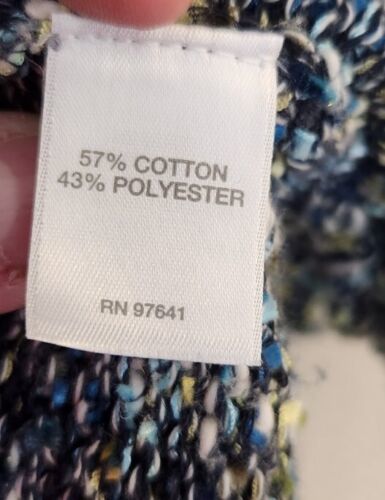 57% COTTON
43% POLYESTER
RN 97641